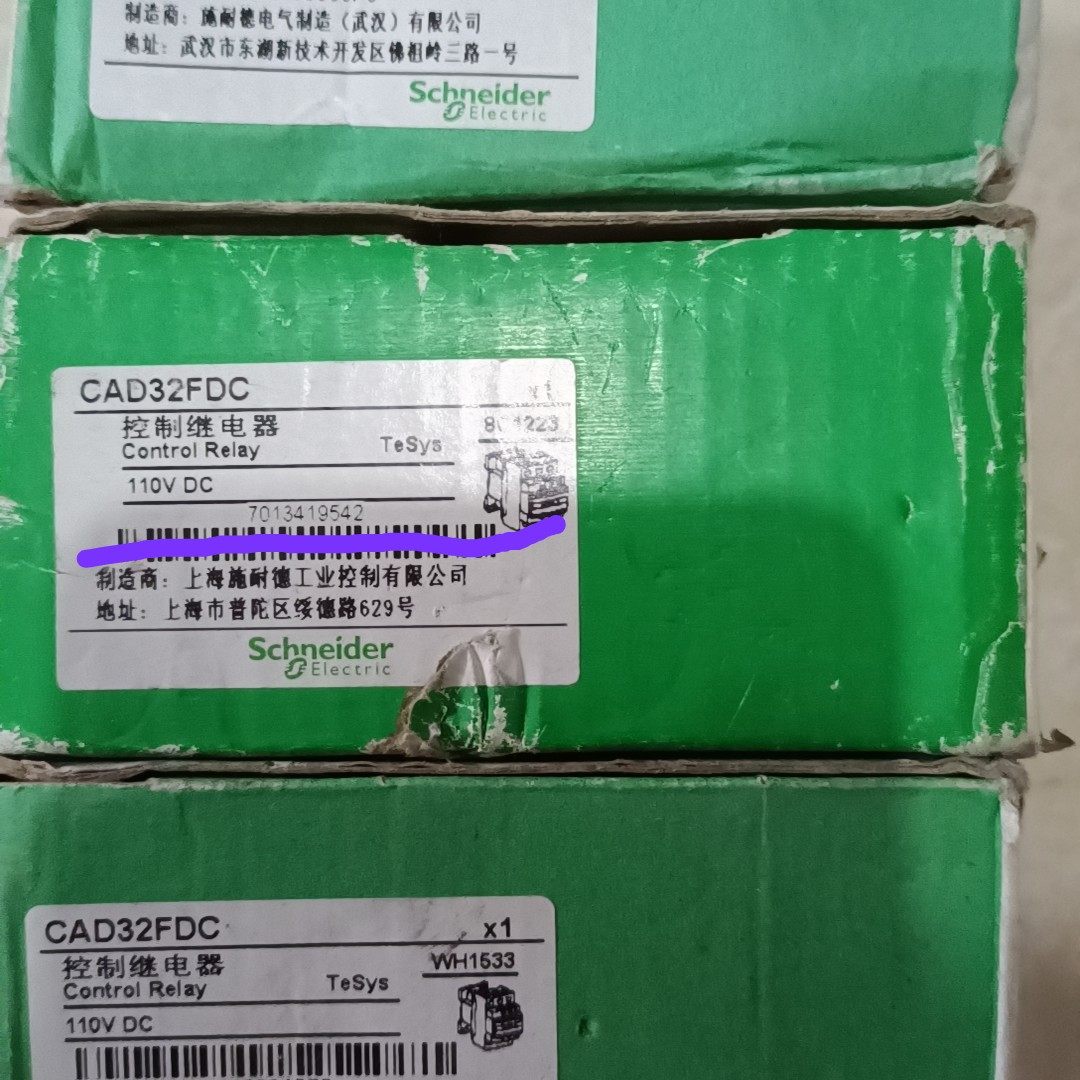 制造商：施耐德电气制造（武汉）有限公司
地址：武汉市东湖新技术开发区佛祖岭三路一号
Schneider
Electric
CAD32FDC
x1
控制继电器
Control Relay
TeSys
110V DC
7013419542
制造商：上海施耐德工业控制有限公司
地址：上海市普陀区绥德路629号
Schneider
Electric
CAD32FDC
x1
控制继电器
WH1533
Control Relay
TeSys
110V DC